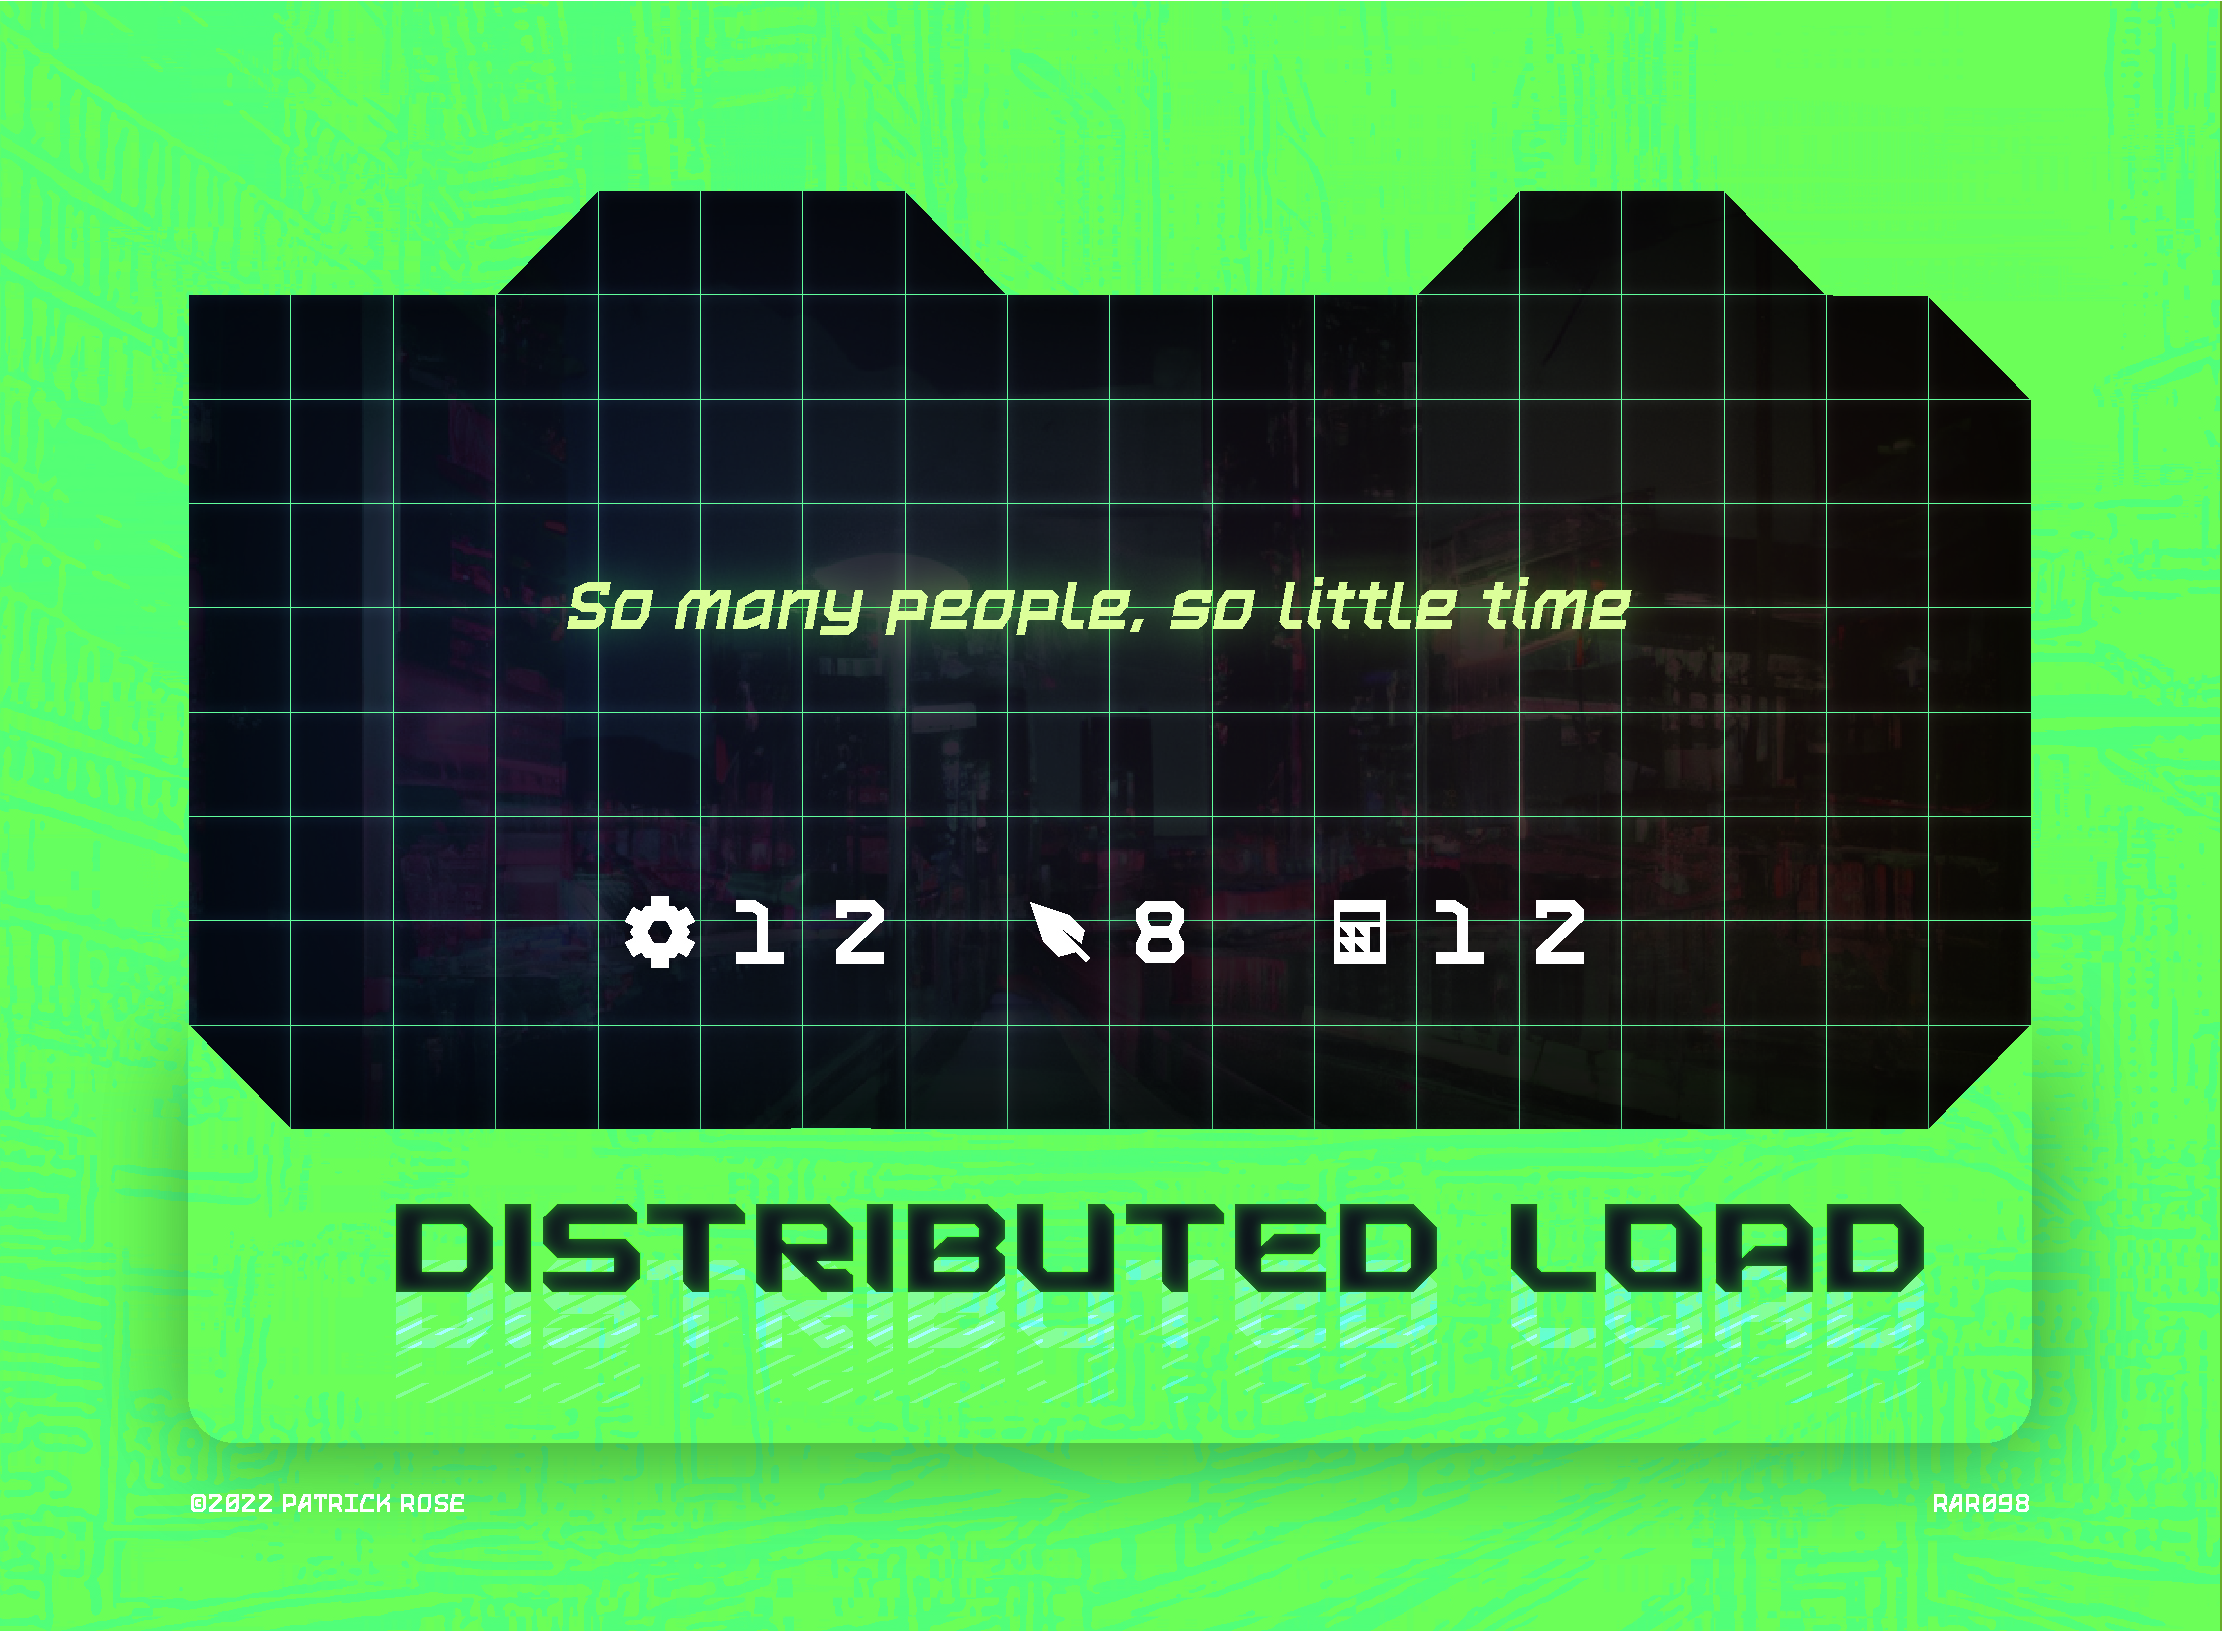 So many people, so little time
12 8 12
DISTRIBUTED LOAD
©2022 PATRICK ROSE
RAR098